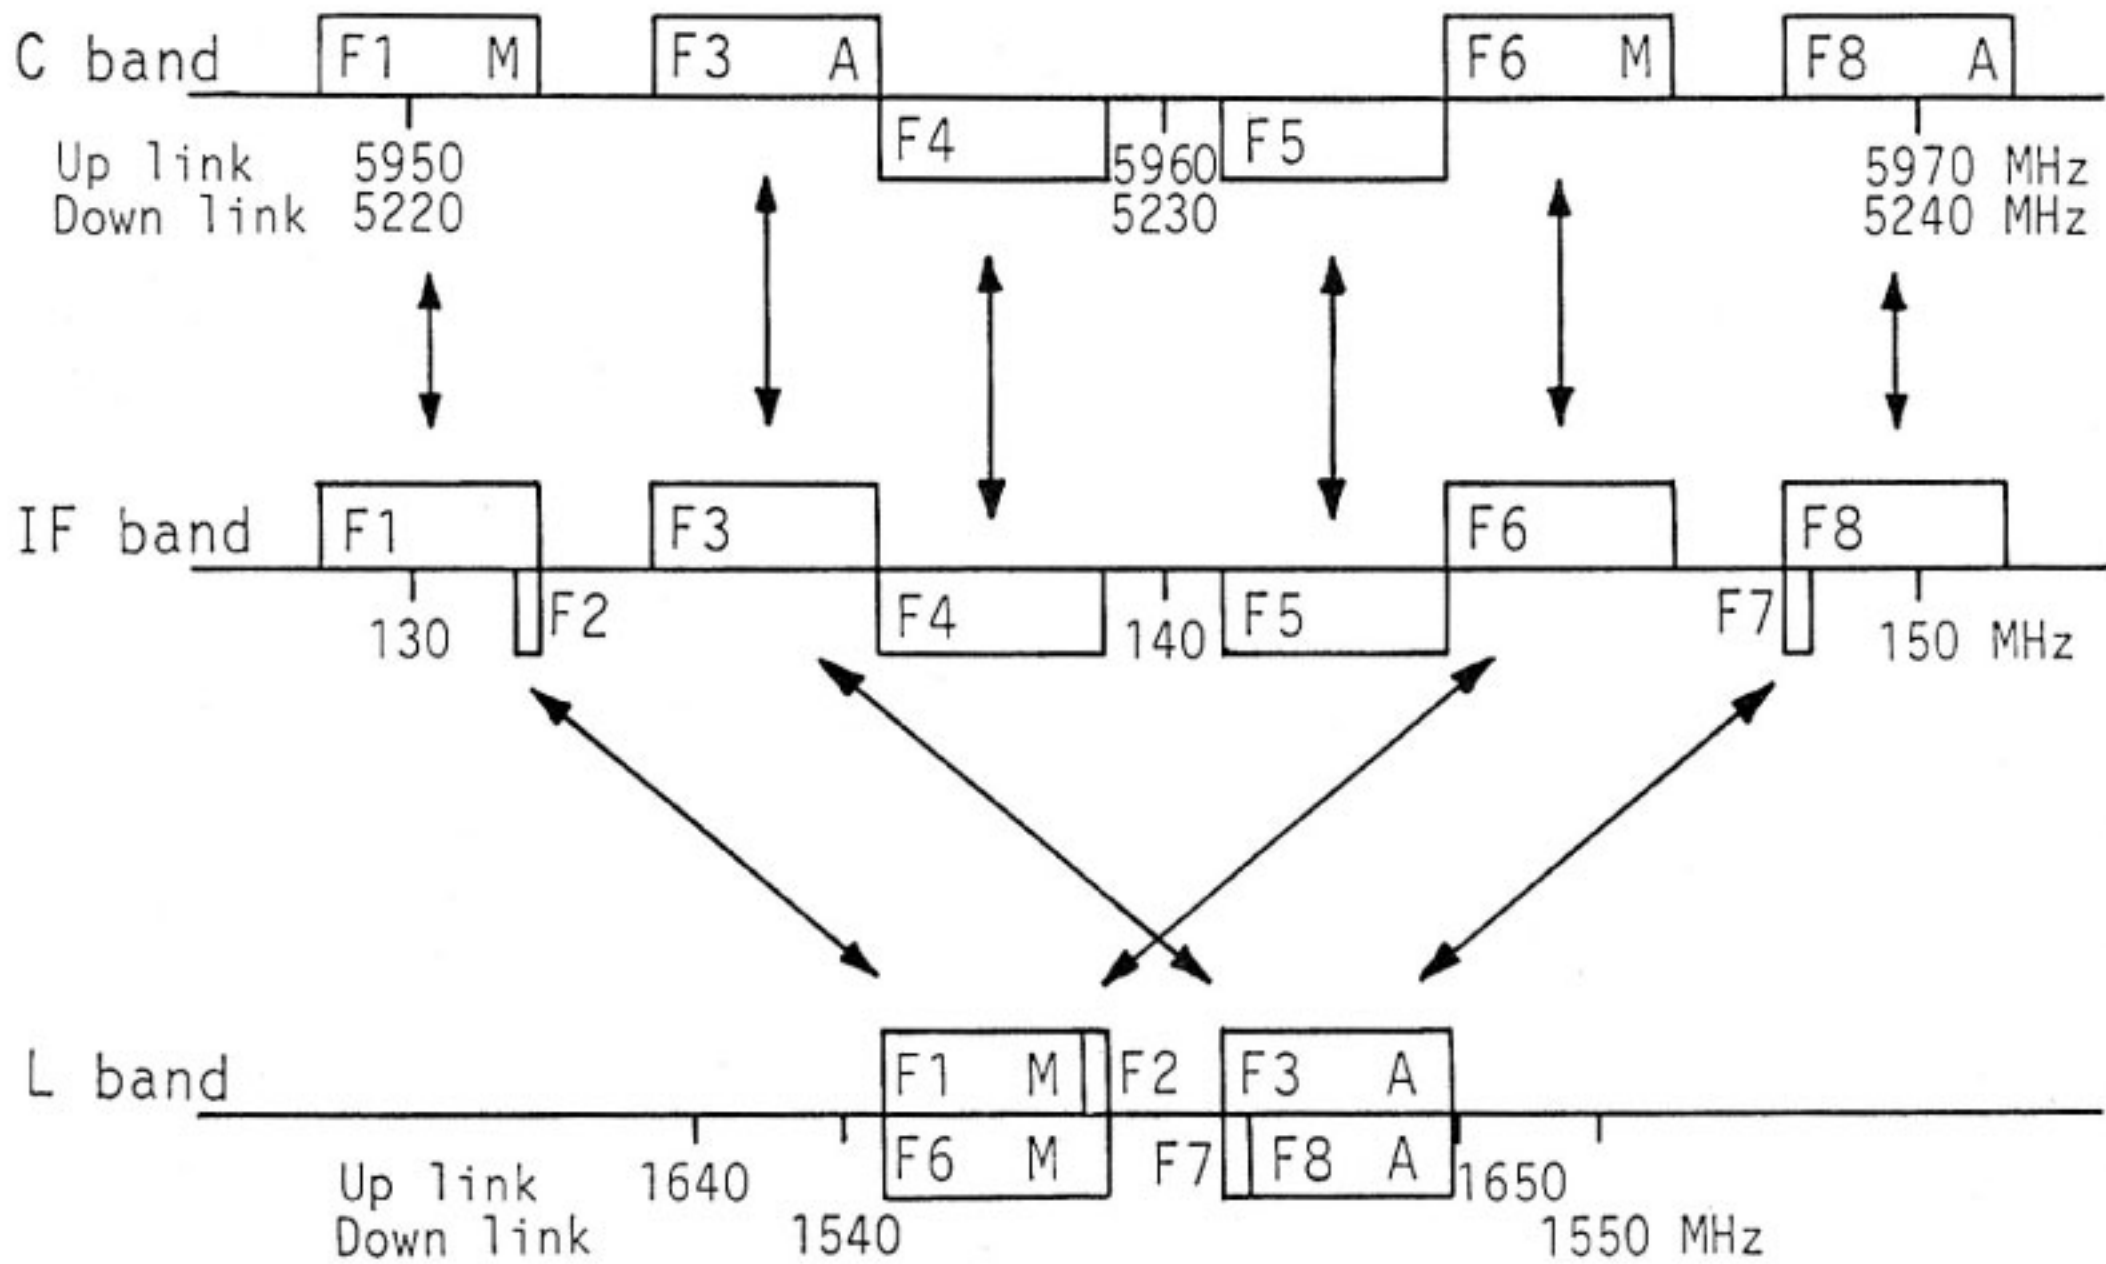 C band F1 M F3 A F6 M F8 A
F4 F5
Up link 5950 5960 5970 MHz
Down link 5220 5230 5240 MHz
IF band F1 F3 F6 F8
F2 F4 F5 F7
130 140 150 MHz
L band F1 M F2 F3 A
F6 M F7 F8 A
Up link 1640 1650
Down link 1540 1550 MHz